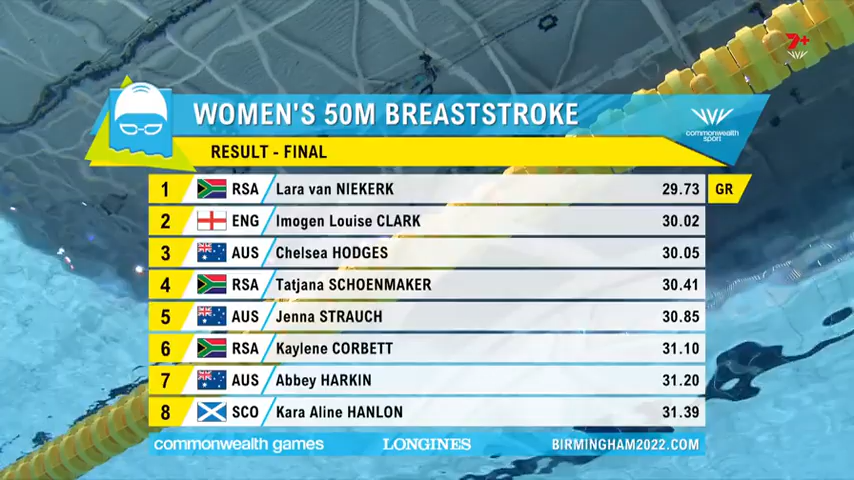 7+
WOMEN'S 50M BREASTSTROKE
commonwealth
sport
RESULT - FINAL
1 RSA Lara van NIEKERK 29.73 GR
2 ENG Imogen Louise CLARK 30.02
3 AUS Chelsea HODGES 30.05
4 RSA Tatjana SCHOENMAKER 30.41
5 AUS Jenna STRAUCH 30.85
6 RSA Kaylene CORBETT 31.10
7 AUS Abbey HARKIN 31.20
8 SCO Kara Aline HANLON 31.39
commonwealth games LONGINES BIRMINGHAM2022.COM